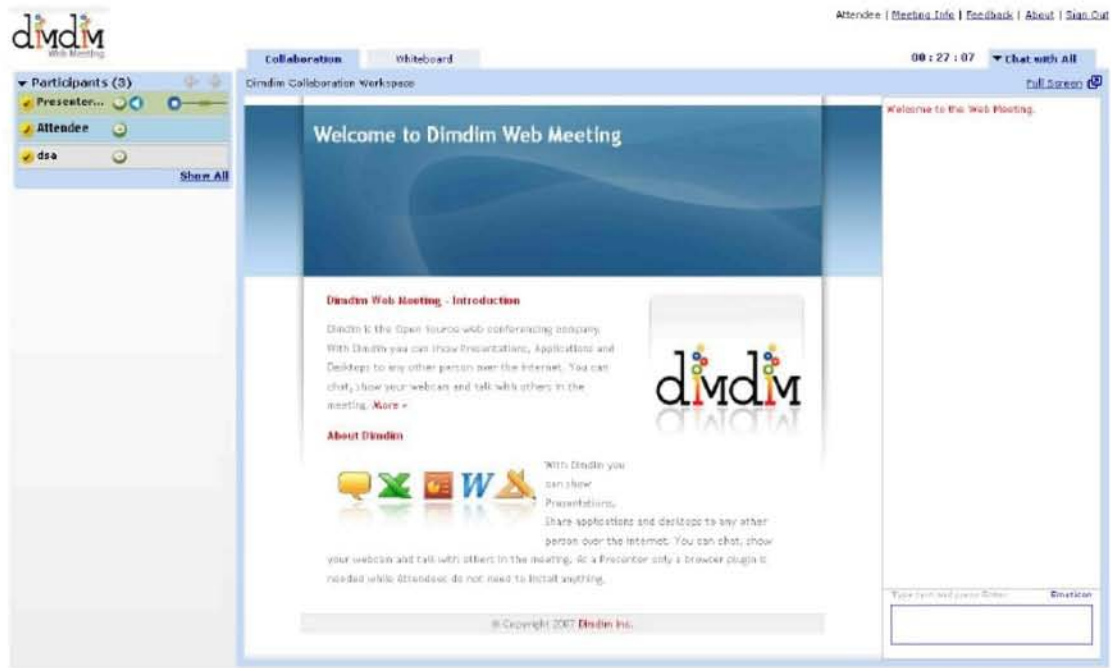 dimdim
Web Meeting
Attendee | Meeting Info | Feedback | About | Sign Out
Collaboration
Whiteboard
00 : 27 : 07
Chat with All
Participants (3)
Dimdim Collaboration Workspace
Full Screen
Presenter...
Attendee
dsa
Show All
Welcome to the Web Meeting.
Welcome to Dimdim Web Meeting
Dimdim Web Meeting - Introduction
Dimdim is the Open Source web conferencing company.
With Dimdim you can show Presentations, Applications and
Desktops to any other person over the internet. You can
chat, show your webcam and talk with others in the
meeting. More »
dimdim
About Dimdim
With Dimdim you
can show
Presentations,
Share applications and desktops to any other
person over the internet. You can chat, show
your webcam and talk with others in the meeting. As a Presenter only a browser plugin is
needed while Attendees do not need to install anything.
© Copyright 2007 Dimdim Inc.
Type text and press Enter
Emoticon